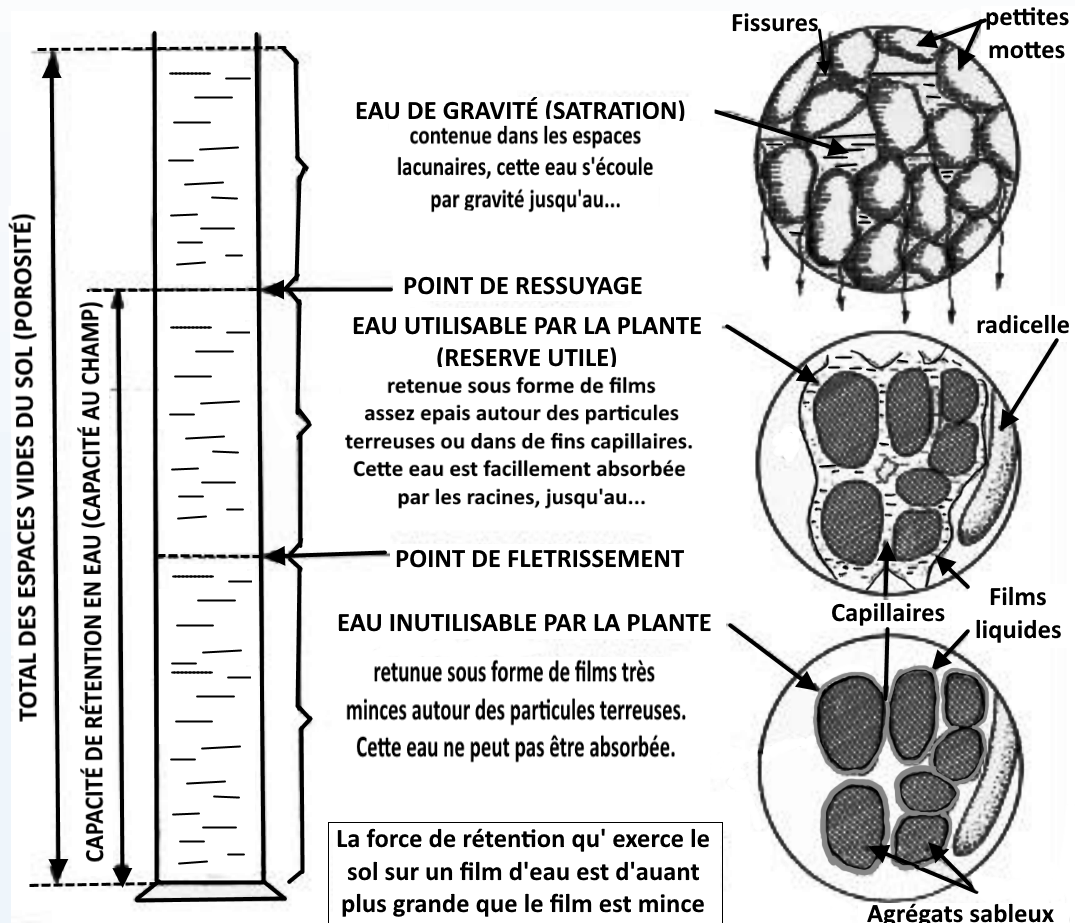 TOTAL DES ESPACES VIDES DU SOL (POROSITÉ)
CAPACITÉ DE RÉTENTION EN EAU (CAPACITÉ AU CHAMP)
Fissures
pettites
mottes
EAU DE GRAVITÉ (SATRATION)
contenue dans les espaces
lacunaires, cette eau s'écoule
par gravité jusqu'au...
POINT DE RESSUYAGE
EAU UTILISABLE PAR LA PLANTE
(RESERVE UTILE)
retenue sous forme de films
assez epais autour des particules
terreuses ou dans de fins capillaires.
Cette eau est facillement absorbée
par les racines, jusqu'au...
radicelle
POINT DE FLETRISSEMENT
Capillaires
Films
liquides
EAU INUTILISABLE PAR LA PLANTE
retunue sous forme de films très
minces autour des particules terreuses.
Cette eau ne peut pas être absorbée.
La force de rétention qu' exerce le
sol sur un film d'eau est d'auant
plus grande que le film est mince
Agrégats sableux